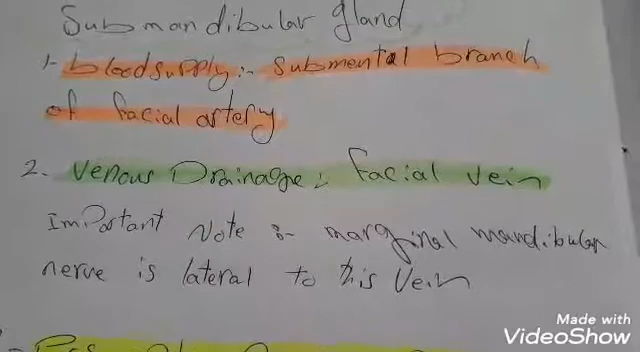 Submandibular gland
1- bloodsupply:- submental branch
of facial artery
2. Venous Drainage: facial vein
Important Note :- marginal mandibular
nerve is lateral to this vein
Made with
VideoShow